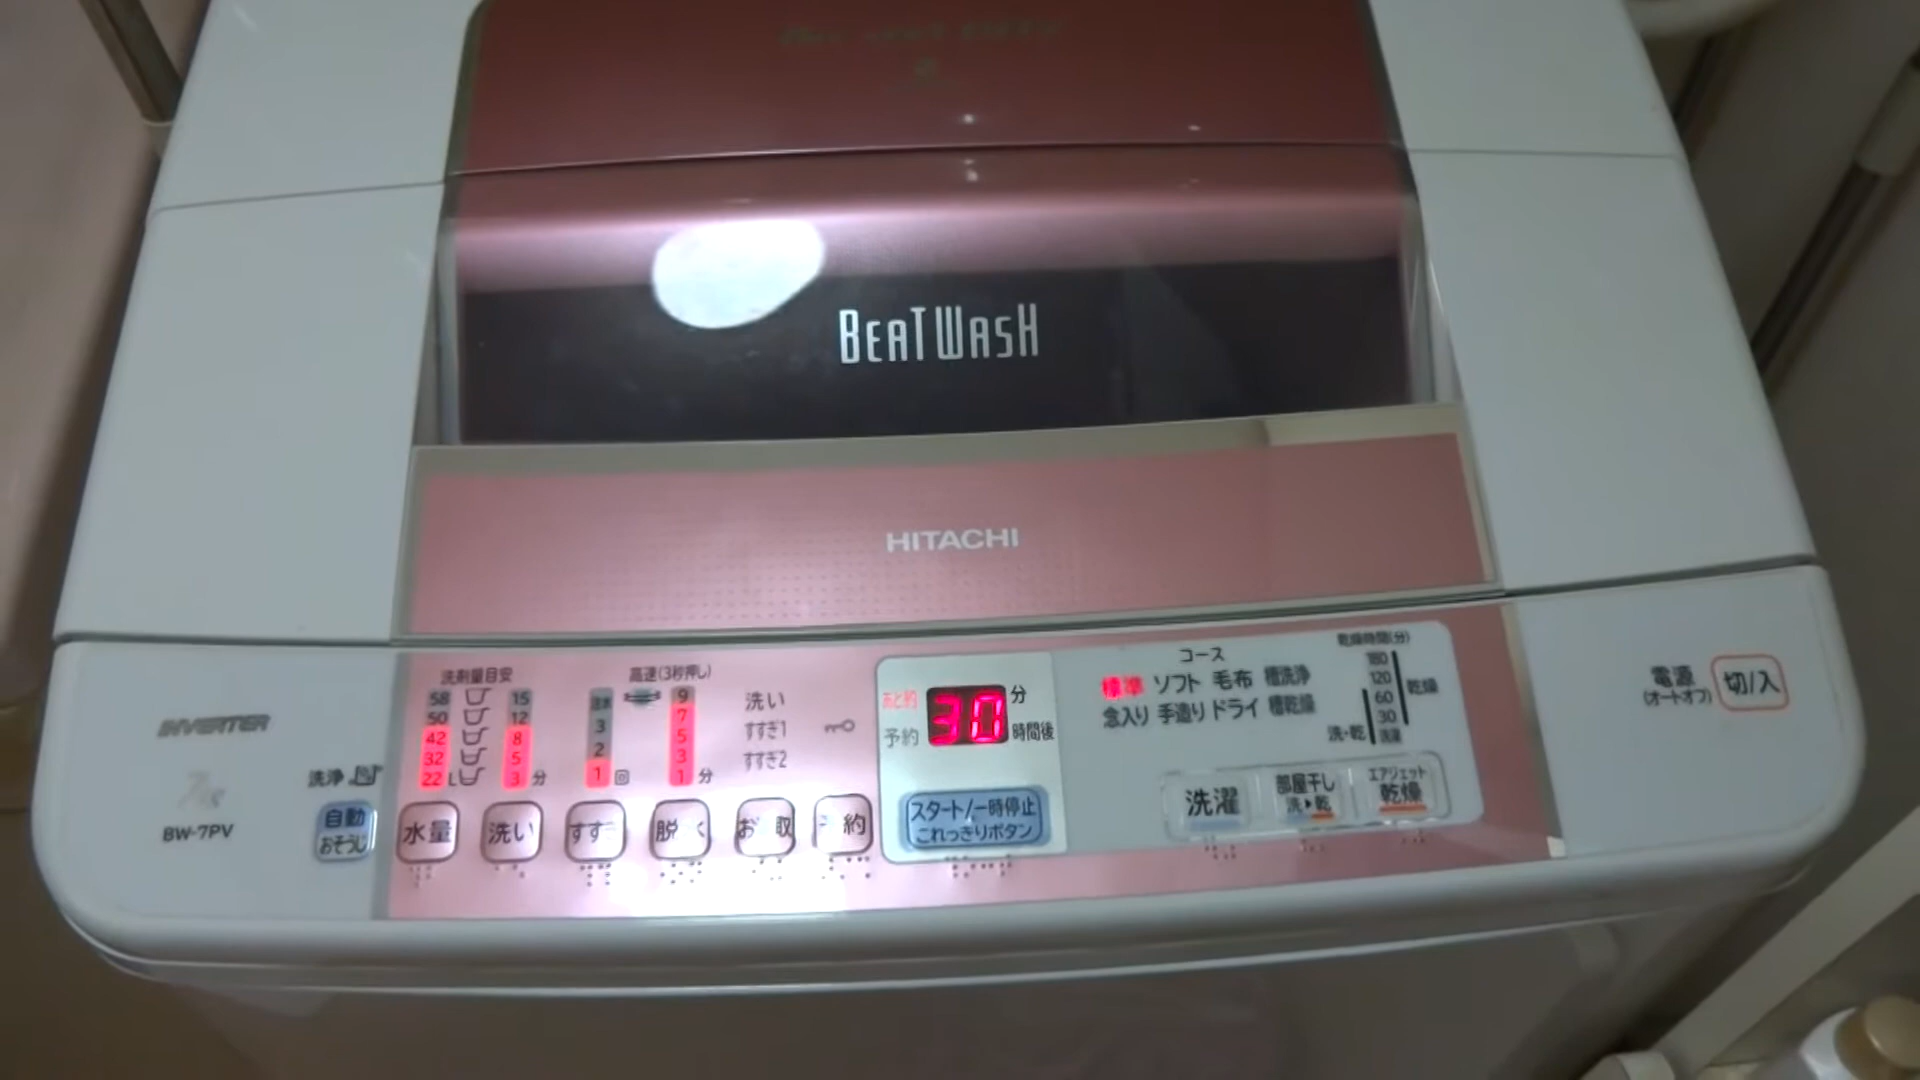 BEAT WASH
HITACHI
INVERTER
BW-7PV
洗浄
自動
おそうじ
洗剤量目安
58
50
42
32
22 L
15
12
8
5
3 分
3
2
1 回
高速(3秒押し)
9
7
5
3
1 分
洗い
すすぎ1
すすぎ2
水量
洗い
あと約
予約
30
分
時間後
スタート/一時停止
これっきりボタン
コース
標準 ソフト 毛布 槽洗浄
念入り 手造り ドライ 槽乾燥
乾燥時間(分)
180
120
60
30
乾燥
洗・乾
洗濯
洗濯
部屋干し
洗▶乾
エアジェット
乾燥
電源
(オートオフ)
切/入